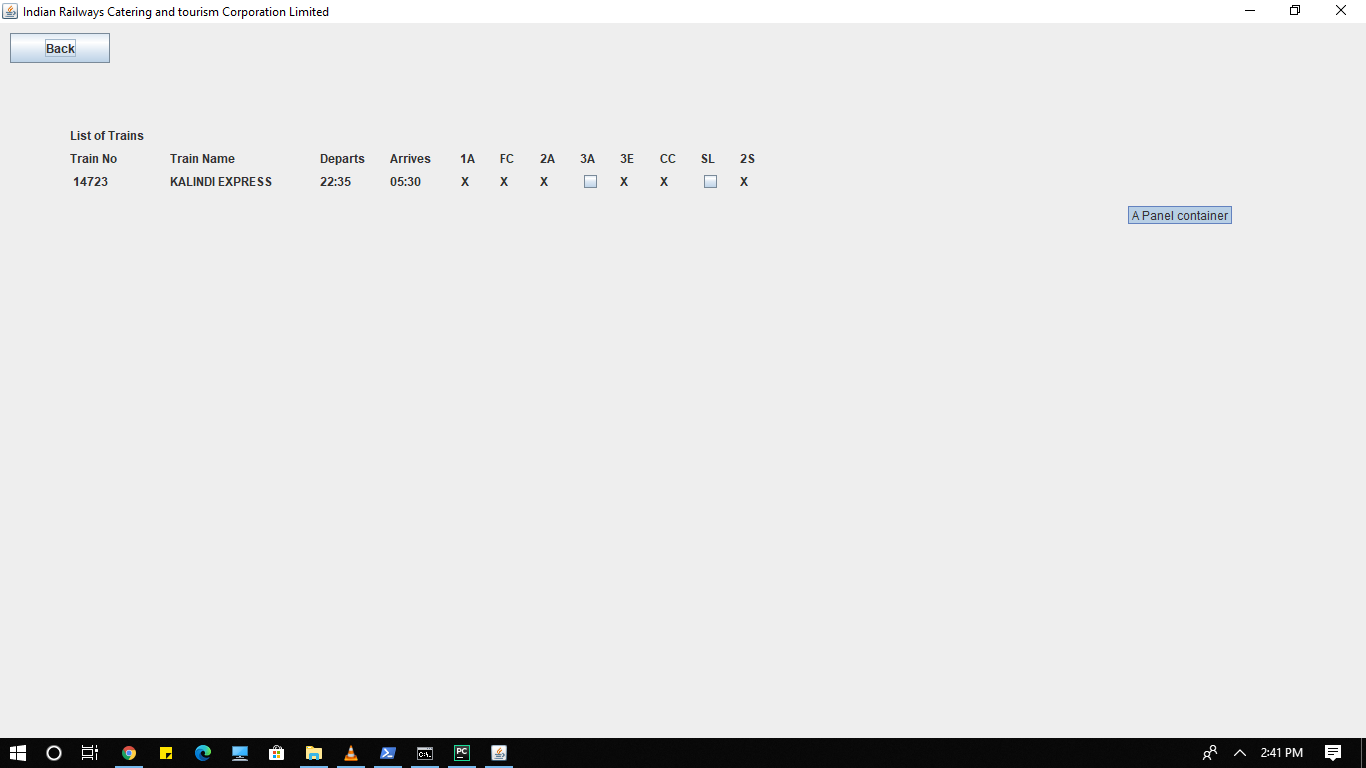 Indian Railways Catering and tourism Corporation Limited
Back
List of Trains
Train No Train Name Departs Arrives 1A FC 2A 3A 3E CC SL 2S
14723 KALINDI EXPRESS 22:35 05:30 X X X X X X
A Panel container
C:\.
PC
2:41 PM